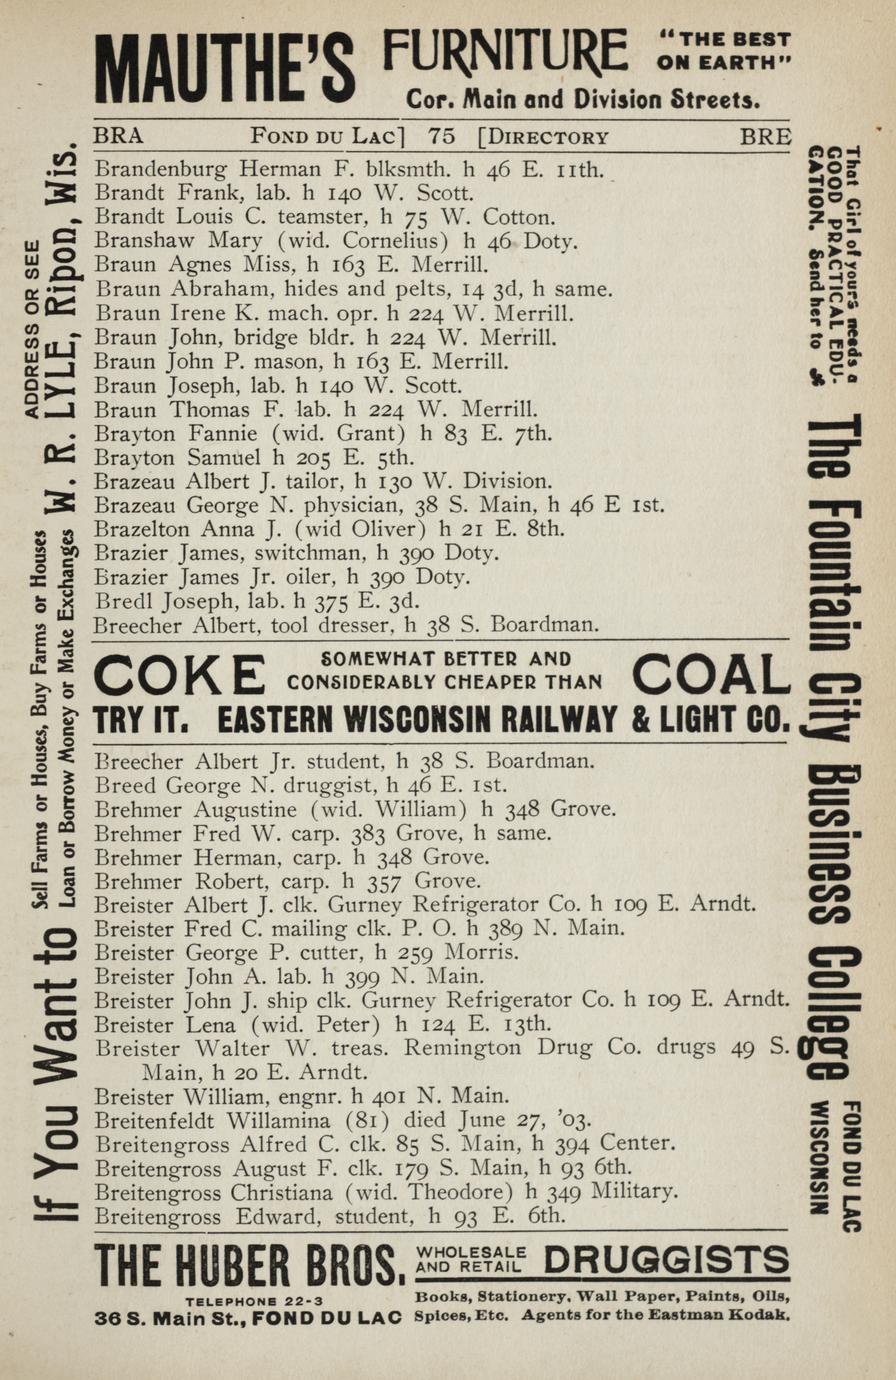 MAUTHE'S FURNITURE "THE BEST
ON EARTH"
Cor. Main and Division Streets.
BRA FOND DU LAC] 75 [DIRECTORY BRE
Brandenburg Herman F. blksmth. h 46 E. 11th.
Brandt Frank, lab. h 140 W. Scott.
Brandt Louis C. teamster, h 75 W. Cotton.
Branshaw Mary (wid. Cornelius) h 46 Doty.
Braun Agnes Miss, h 163 E. Merrill.
Braun Abraham, hides and pelts, 14 3d, h same.
Braun Irene K. mach. opr. h 224 W. Merrill.
Braun John, bridge bldr. h 224 W. Merrill.
Braun John P. mason, h 163 E. Merrill.
Braun Joseph, lab. h 140 W. Scott.
Braun Thomas F. lab. h 224 W. Merrill.
Brayton Fannie (wid. Grant) h 83 E. 7th.
Brayton Samuel h 205 E. 5th.
Brazeau Albert J. tailor, h 130 W. Division.
Brazeau George N. physician, 38 S. Main, h 46 E 1st.
Brazelton Anna J. (wid Oliver) h 21 E. 8th.
Brazier James, switchman, h 390 Doty.
Brazier James Jr. oiler, h 390 Doty.
Bredl Joseph, lab. h 375 E. 3d.
Breecher Albert, tool dresser, h 38 S. Boardman.
COKE SOMEWHAT BETTER AND
CONSIDERABLY CHEAPER THAN COAL
TRY IT. EASTERN WISCONSIN RAILWAY & LIGHT CO.
Breecher Albert Jr. student, h 38 S. Boardman.
Breed George N. druggist, h 46 E. 1st.
Brehmer Augustine (wid. William) h 348 Grove.
Brehmer Fred W. carp. 383 Grove, h same.
Brehmer Herman, carp. h 348 Grove.
Brehmer Robert, carp. h 357 Grove.
Breister Albert J. clk. Gurney Refrigerator Co. h 109 E. Arndt.
Breister Fred C. mailing clk. P. O. h 389 N. Main.
Breister George P. cutter, h 259 Morris.
Breister John A. lab. h 399 N. Main.
Breister John J. ship clk. Gurney Refrigerator Co. h 109 E. Arndt.
Breister Lena (wid. Peter) h 124 E. 13th.
Breister Walter W. treas. Remington Drug Co. drugs 49 S.
Main, h 20 E. Arndt.
Breister William, engnr. h 401 N. Main.
Breitenfeldt Willamina (81) died June 27, '03.
Breitengross Alfred C. clk. 85 S. Main, h 394 Center.
Breitengross August F. clk. 179 S. Main, h 93 6th.
Breitengross Christiana (wid. Theodore) h 349 Military.
Breitengross Edward, student, h 93 E. 6th.
THE HUBER BROS. WHOLESALE
AND RETAIL DRUGGISTS
TELEPHONE 22-3
36 S. Main St., FOND DU LAC
Books, Stationery, Wall Paper, Paints, Oils,
Spices, Etc. Agents for the Eastman Kodak.
If You Want to
Sell Farms or Houses, Buy Farms or Houses
Loan or Borrow Money or Make Exchanges
ADDRESS OR SEE
W. R. LYLE, Ripon, Wis.
That Girl of yours needs a
GOOD PRACTICAL EDU-
CATION. Send her to
The Fountain City Business College
FOND DU LAC
WISCONSIN